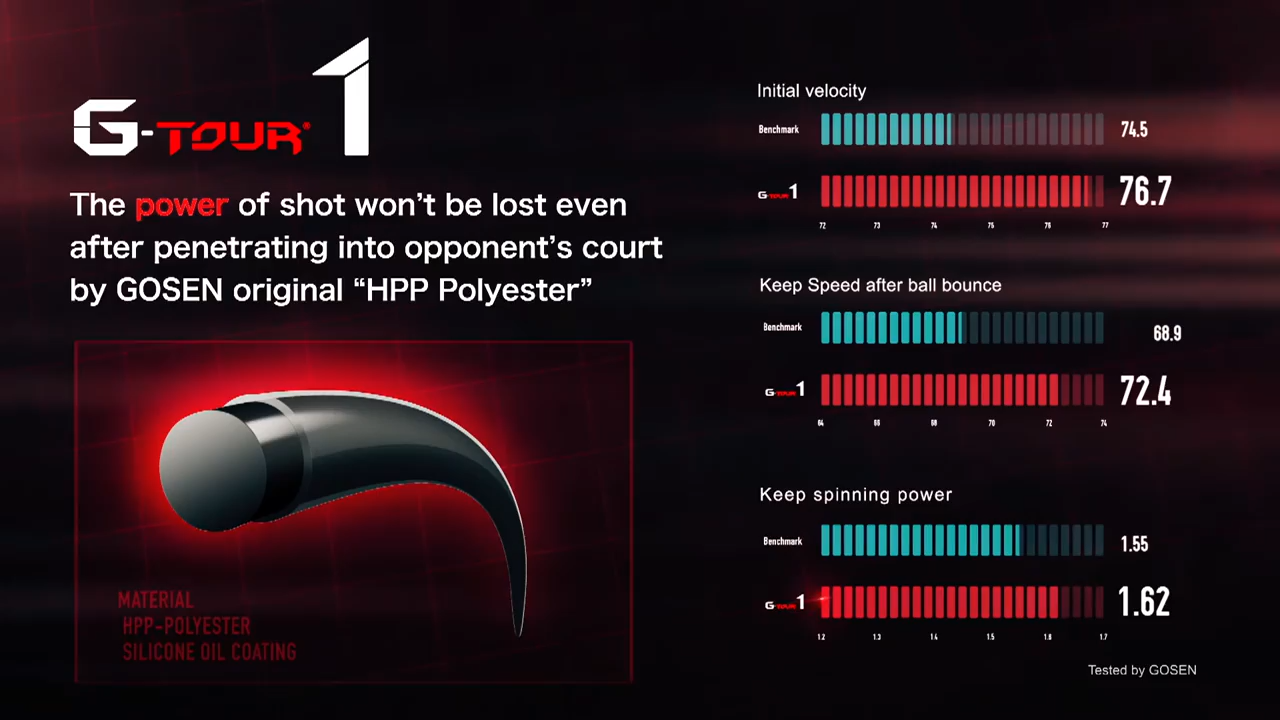 G-TOUR 1
The power of shot won't be lost even
after penetrating into opponent's court
by GOSEN original “HPP Polyester”
MATERIAL
HPP-POLYESTER
SILICONE OIL COATING
Initial velocity
Benchmark 74.5
G-TOUR 1 76.7
72 73 74 75 76 77
Keep Speed after ball bounce
Benchmark 68.9
G-TOUR 1 72.4
64 66 68 70 72 74
Keep spinning power
Benchmark 1.55
G-TOUR 1 1.62
1.2 1.3 1.4 1.5 1.6 1.7
Tested by GOSEN